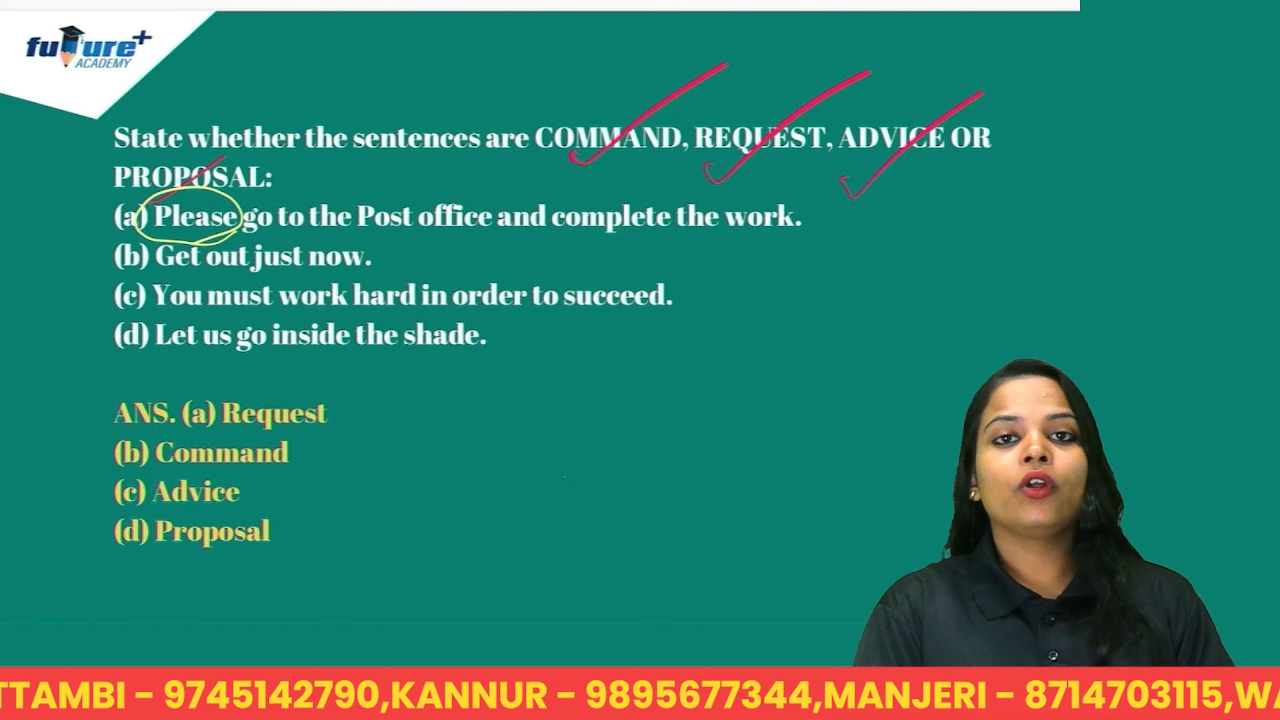 future+
ACADEMY
State whether the sentences are COMMAND, REQUEST, ADVICE OR
PROPOSAL:
(a) Please go to the Post office and complete the work.
(b) Get out just now.
(c) You must work hard in order to succeed.
(d) Let us go inside the shade.
ANS. (a) Request
(b) Command
(c) Advice
(d) Proposal
TTAMBI - 9745142790,KANNUR - 9895677344,MANJERI - 8714703115,WA